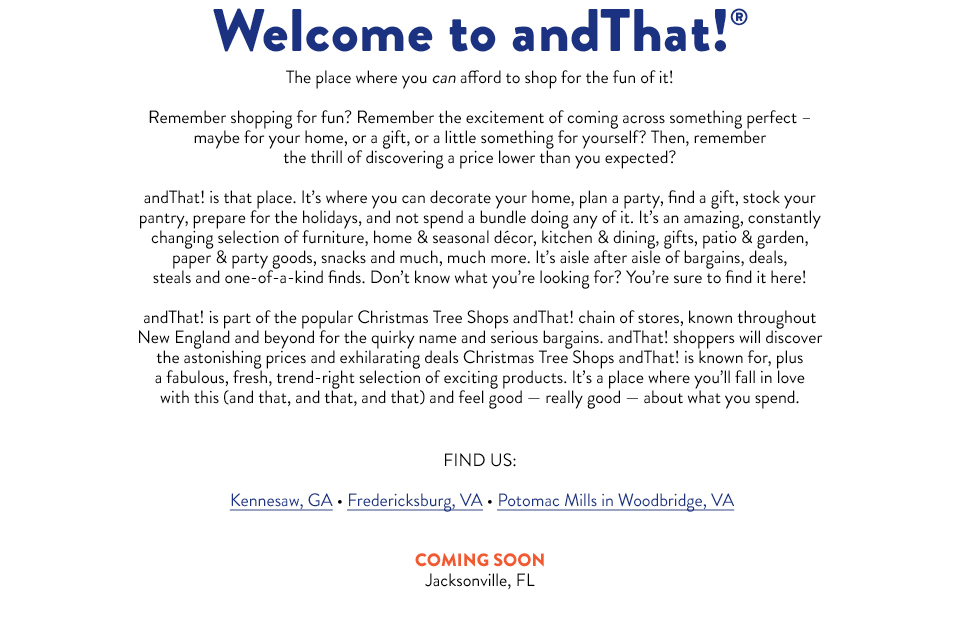 Welcome to andThat!®
The place where you can afford to shop for the fun of it!
Remember shopping for fun? Remember the excitement of coming across something perfect –
maybe for your home, or a gift, or a little something for yourself? Then, remember
the thrill of discovering a price lower than you expected?
andThat! is that place. It’s where you can decorate your home, plan a party, find a gift, stock your
pantry, prepare for the holidays, and not spend a bundle doing any of it. It’s an amazing, constantly
changing selection of furniture, home & seasonal décor, kitchen & dining, gifts, patio & garden,
paper & party goods, snacks and much, much more. It’s aisle after aisle of bargains, deals,
steals and one-of-a-kind finds. Don’t know what you’re looking for? You’re sure to find it here!
andThat! is part of the popular Christmas Tree Shops andThat! chain of stores, known throughout
New England and beyond for the quirky name and serious bargains. andThat! shoppers will discover
the astonishing prices and exhilarating deals Christmas Tree Shops andThat! is known for, plus
a fabulous, fresh, trend-right selection of exciting products. It’s a place where you’ll fall in love
with this (and that, and that, and that) and feel good — really good — about what you spend.
FIND US:
Kennesaw, GA • Fredericksburg, VA • Potomac Mills in Woodbridge, VA
COMING SOON
Jacksonville, FL